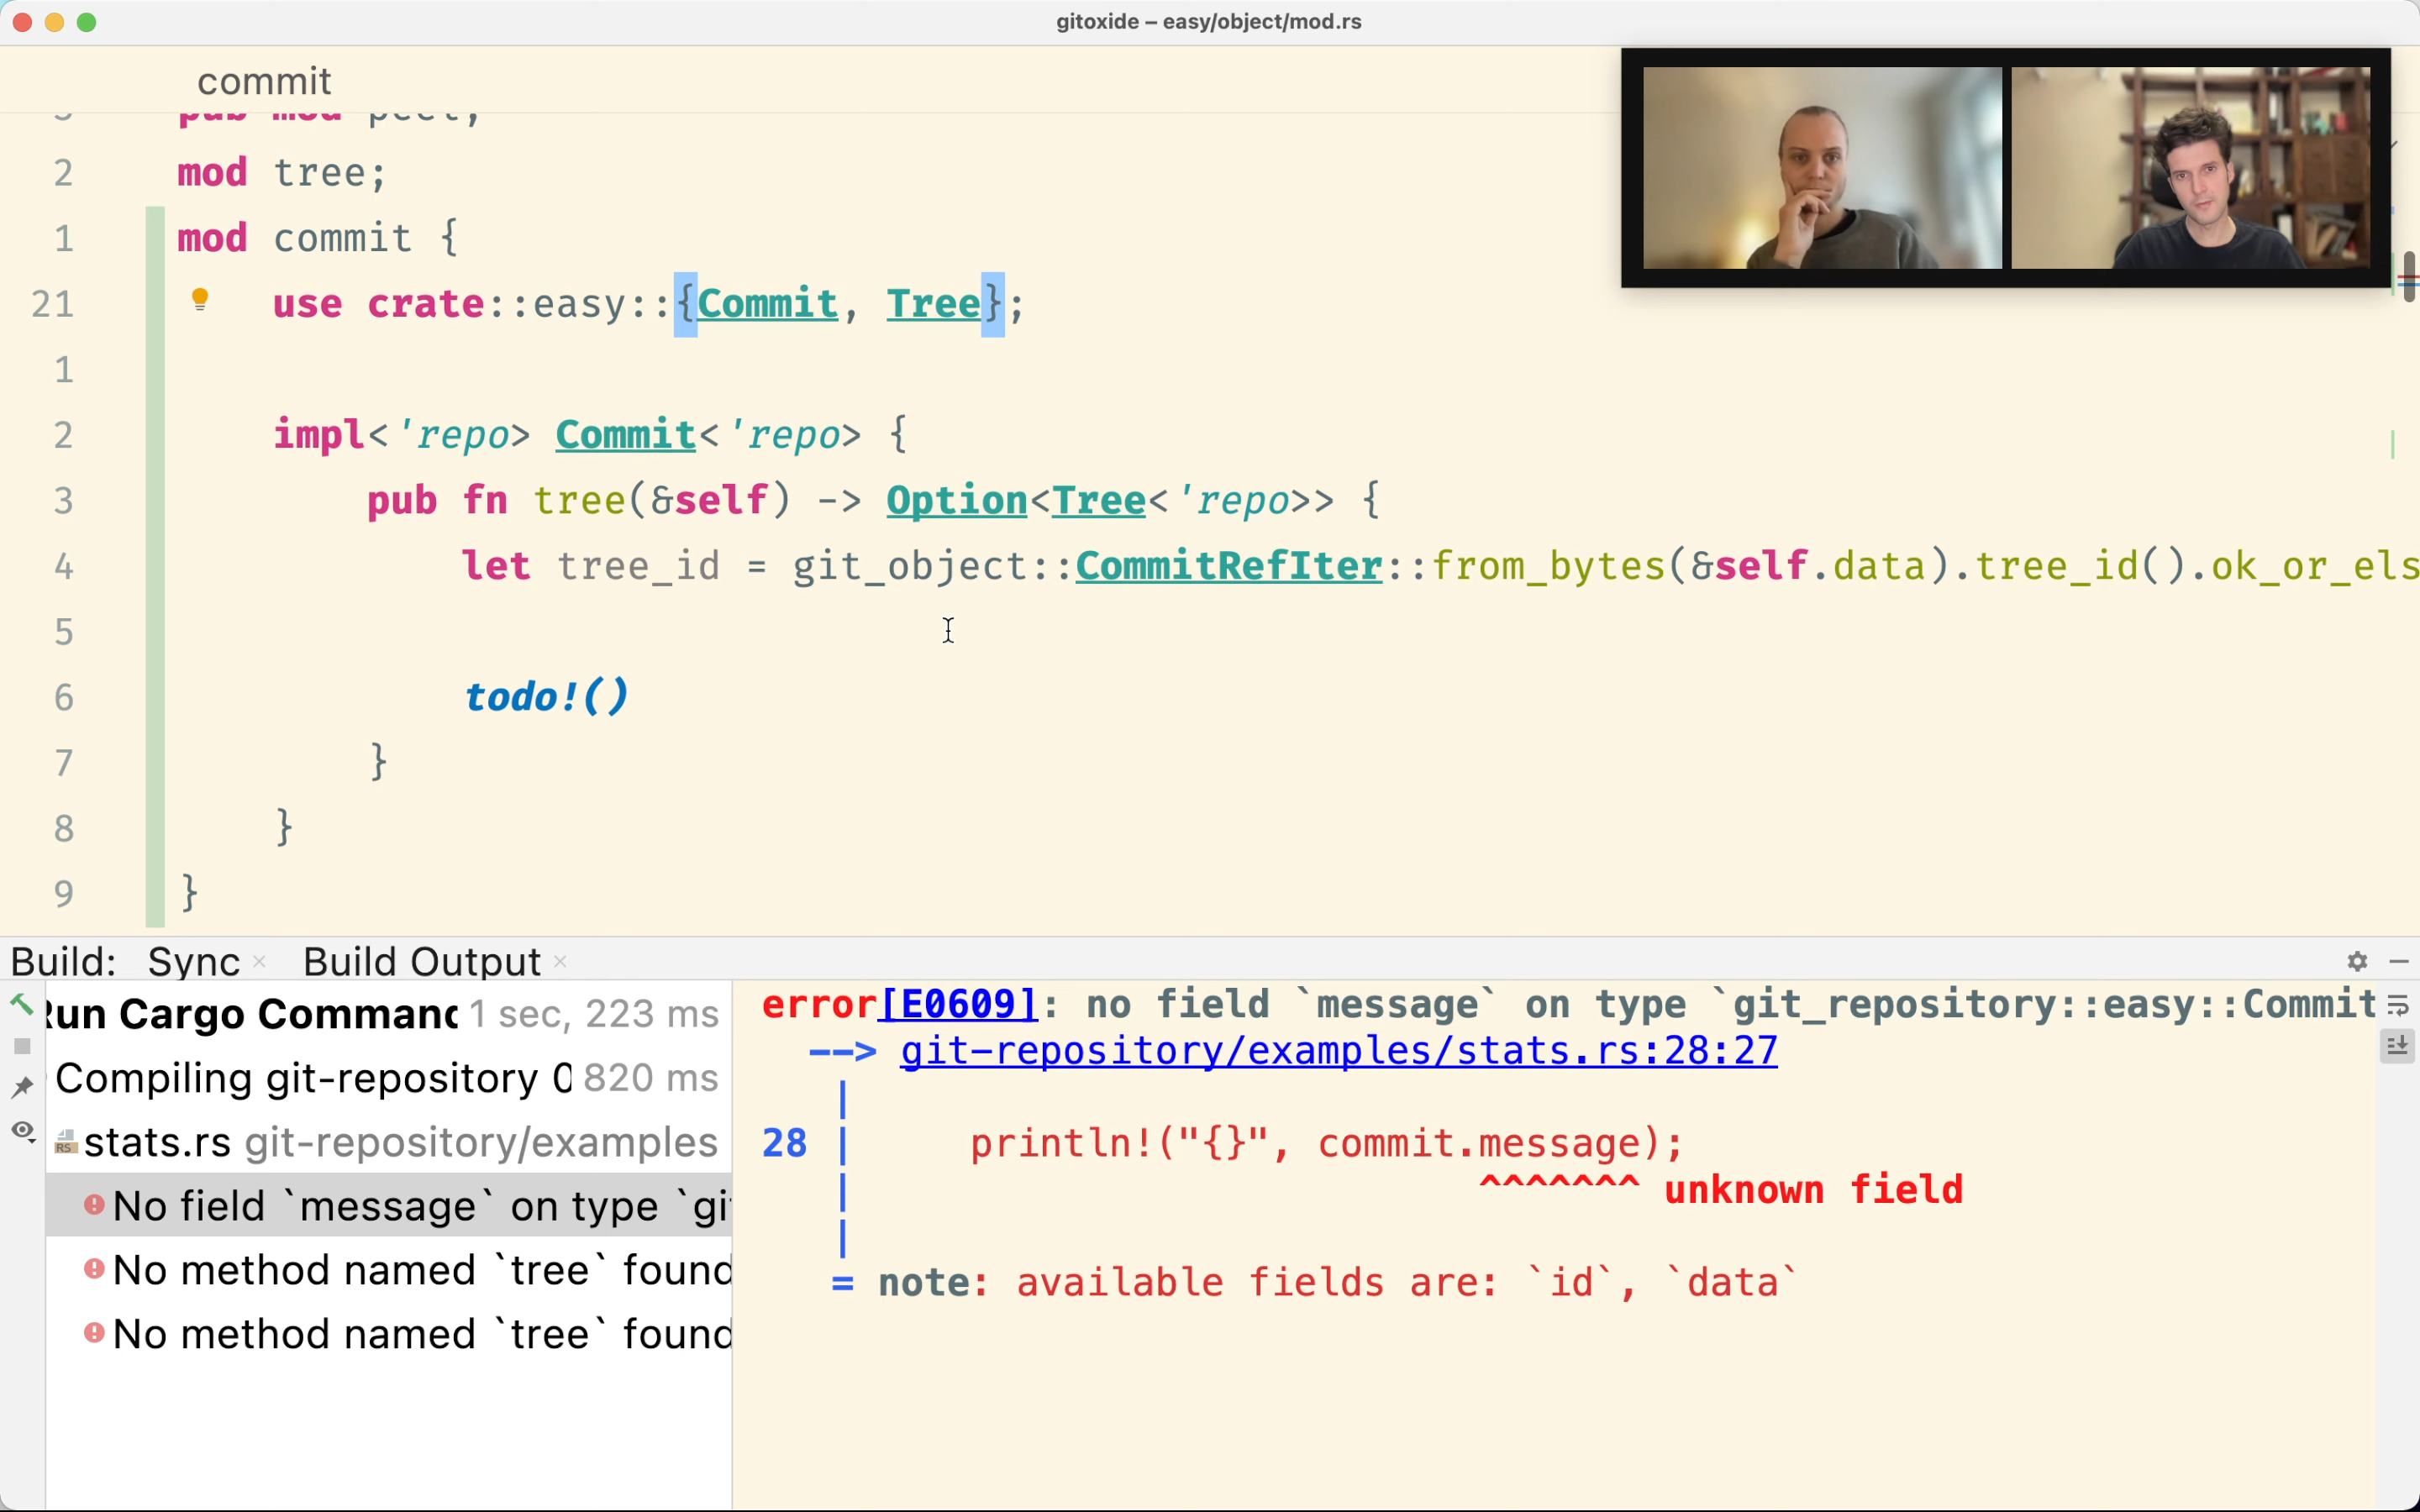 gitoxide – easy/object/mod.rs
commit
3 pub mod peel;
2 mod tree;
1 mod commit {
21 use crate::easy::{Commit, Tree};
1
2 impl<'repo> Commit<'repo> {
3 pub fn tree(&self) -> Option<Tree<'repo>> {
4 let tree_id = git_object::CommitRefIter::from_bytes(&self.data).tree_id().ok_or_els
5
6 todo!()
7 }
8 }
9 }
Build: Sync × Build Output ×
Run Cargo Command 1 sec, 223 ms
Compiling git-repository 0 820 ms
stats.rs git-repository/examples
No field `message` on type `gi
No method named `tree` found
No method named `tree` found
error[E0609]: no field `message` on type `git_repository::easy::Commit
--> git-repository/examples/stats.rs:28:27
|
28 | println!("{}", commit.message);
| ^^^^^^^ unknown field
|
= note: available fields are: `id`, `data`